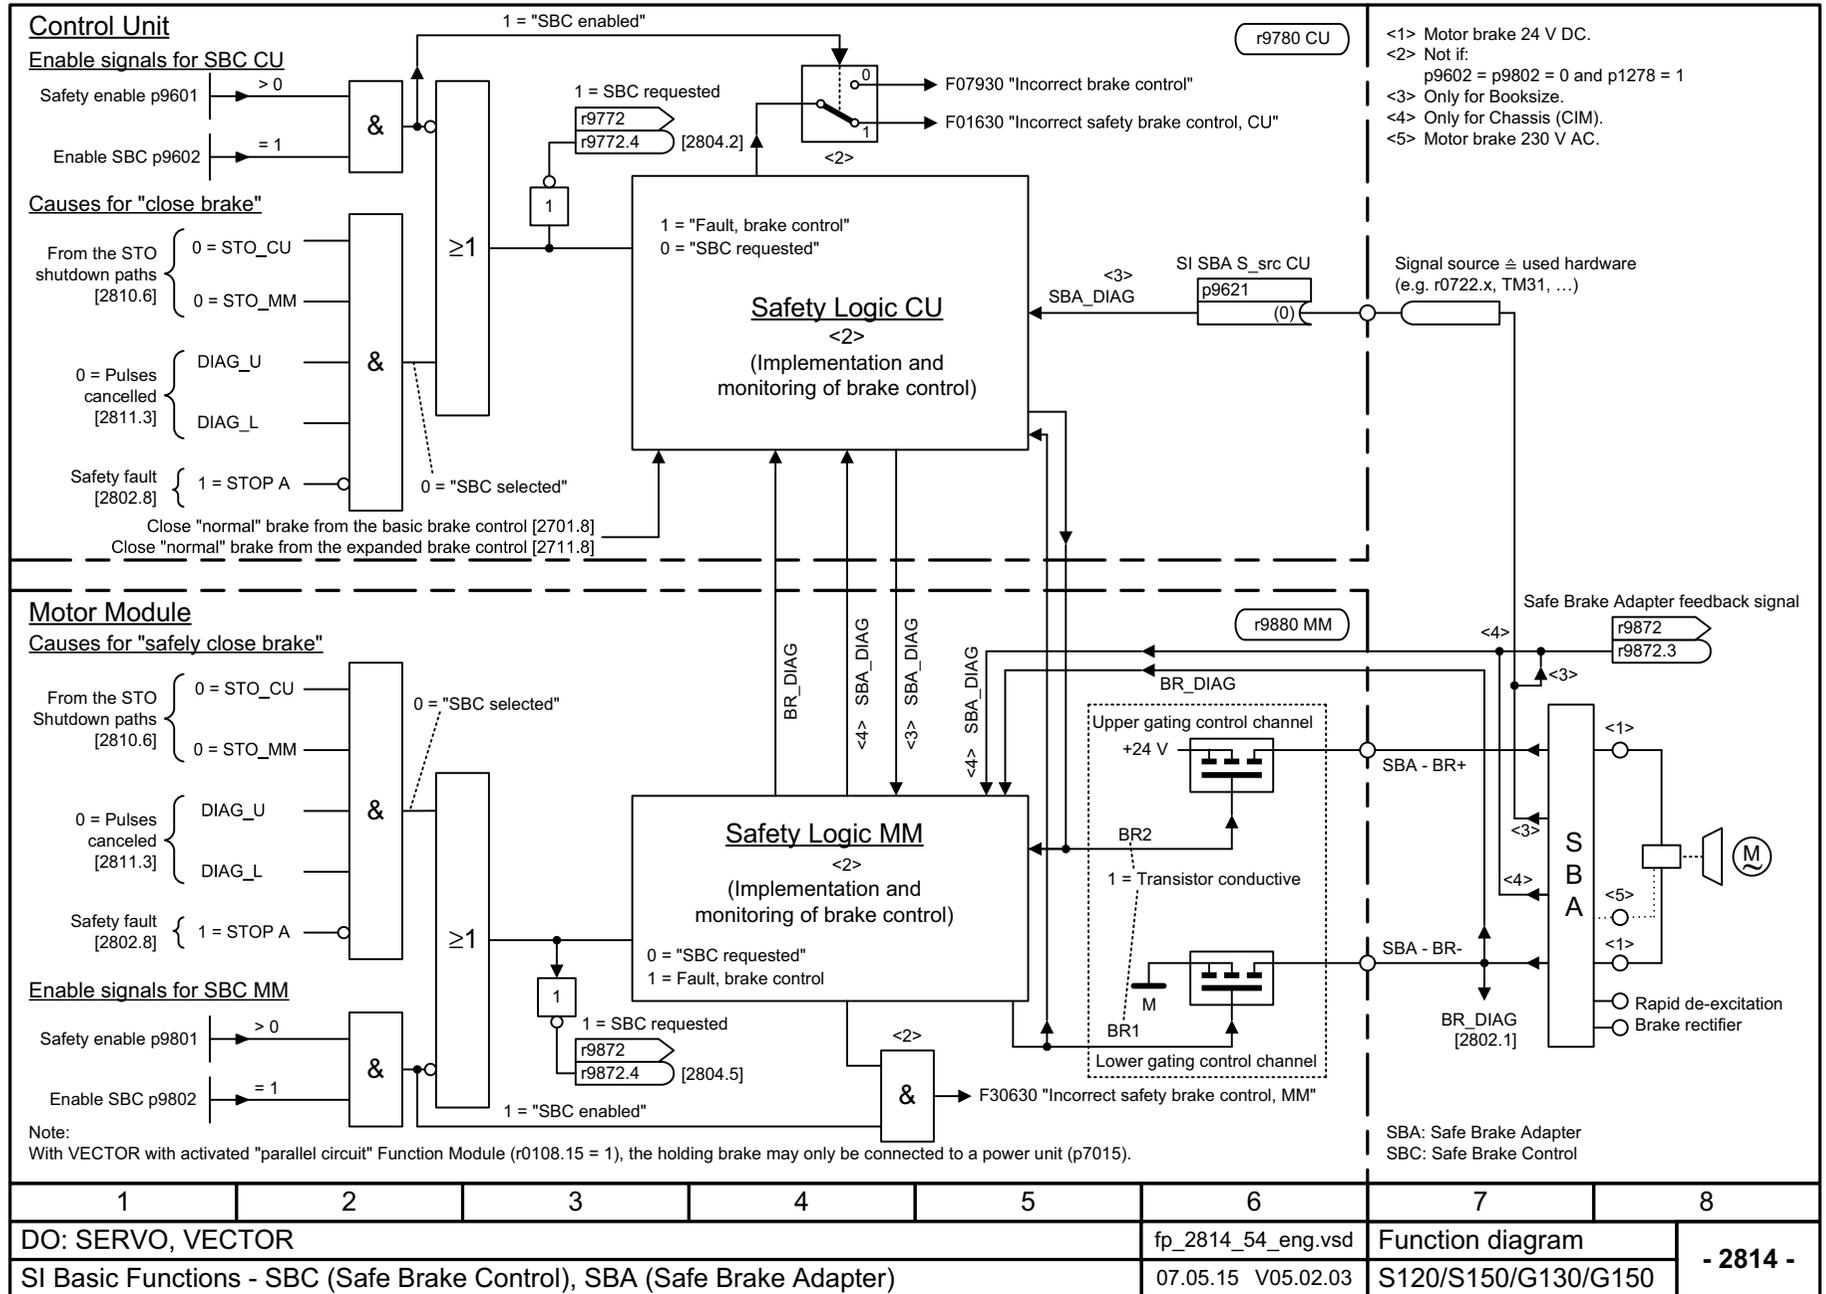 Control Unit
1 = "SBC enabled"
r9780 CU
Enable signals for SBC CU
Safety enable p9601
> 0
Enable SBC p9602
= 1
&
≥1
1 = SBC requested
r9772
r9772.4
[2804.2]
1
0
1
<2>
F07930 "Incorrect brake control"
F01630 "Incorrect safety brake control, CU"
<1> Motor brake 24 V DC.
<2> Not if:
p9602 = p9802 = 0 and p1278 = 1
<3> Only for Booksize.
<4> Only for Chassis (CIM).
<5> Motor brake 230 V AC.
Causes for "close brake"
From the STO
shutdown paths
[2810.6]
0 = STO_CU
0 = STO_MM
0 = Pulses
cancelled
[2811.3]
DIAG_U
DIAG_L
&
Safety fault
[2802.8]
1 = STOP A
0 = "SBC selected"
Close "normal" brake from the basic brake control [2701.8]
Close "normal" brake from the expanded brake control [2711.8]
1 = "Fault, brake control"
0 = "SBC requested"
Safety Logic CU
<2>
(Implementation and
monitoring of brake control)
<3>
SBA_DIAG
SI SBA S_src CU
p9621
(0)
Signal source ≙ used hardware
(e.g. r0722.x, TM31, …)
Motor Module
r9880 MM
Causes for "safely close brake"
From the STO
Shutdown paths
[2810.6]
0 = STO_CU
0 = STO_MM
0 = Pulses
canceled
[2811.3]
DIAG_U
DIAG_L
&
Safety fault
[2802.8]
1 = STOP A
0 = "SBC selected"
≥1
BR_DIAG
<4> SBA_DIAG
<3> SBA_DIAG
<4> SBA_DIAG
BR_DIAG
Safe Brake Adapter feedback signal
r9872
r9872.3
<4>
<3>
Upper gating control channel
+24 V
SBA - BR+
BR2
1 = Transistor conductive
SBA - BR-
M
BR1
Lower gating control channel
BR_DIAG
[2802.1]
<3>
<4>
S
B
A
<1>
<5>
<1>
M
~
Rapid de-excitation
Brake rectifier
Safety Logic MM
<2>
(Implementation and
monitoring of brake control)
0 = "SBC requested"
1 = Fault, brake control
Enable signals for SBC MM
Safety enable p9801
> 0
Enable SBC p9802
= 1
&
1
1 = SBC requested
r9872
r9872.4
[2804.5]
1 = "SBC enabled"
<2>
&
F30630 "Incorrect safety brake control, MM"
Note:
With VECTOR with activated "parallel circuit" Function Module (r0108.15 = 1), the holding brake may only be connected to a power unit (p7015).
SBA: Safe Brake Adapter
SBC: Safe Brake Control
1 2 3 4 5 6 7 8
DO: SERVO, VECTOR
fp_2814_54_eng.vsd
Function diagram
- 2814 -
SI Basic Functions - SBC (Safe Brake Control), SBA (Safe Brake Adapter)
07.05.15 V05.02.03
S120/S150/G130/G150